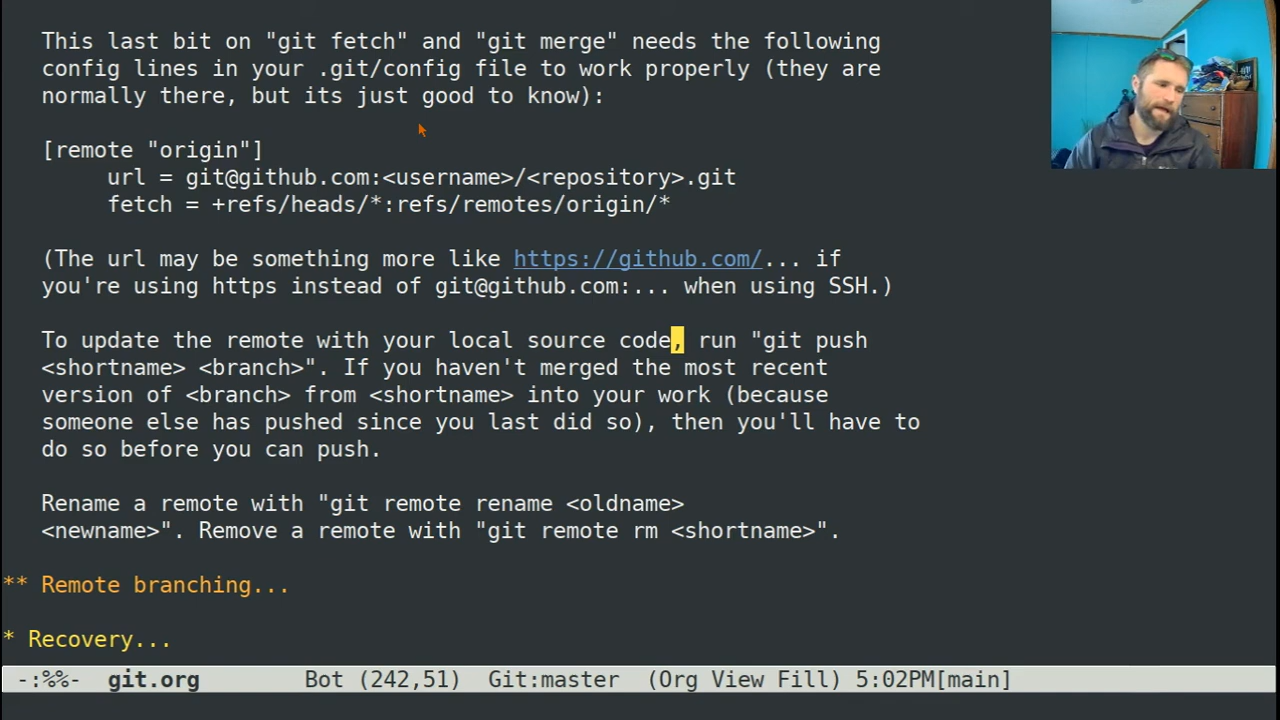 This last bit on "git fetch" and "git merge" needs the following
config lines in your .git/config file to work properly (they are
normally there, but its just good to know):
[remote "origin"]
url = git@github.com:<username>/<repository>.git
fetch = +refs/heads/*:refs/remotes/origin/*
(The url may be something more like https://github.com/... if
you're using https instead of git@github.com:... when using SSH.)
To update the remote with your local source code, run "git push
<shortname> <branch>". If you haven't merged the most recent
version of <branch> from <shortname> into your work (because
someone else has pushed since you last did so), then you'll have to
do so before you can push.
Rename a remote with "git remote rename <oldname>
<newname>". Remove a remote with "git remote rm <shortname>".
** Remote branching...
* Recovery...
-:%%- git.org Bot (242,51) Git:master (Org View Fill) 5:02PM[main]